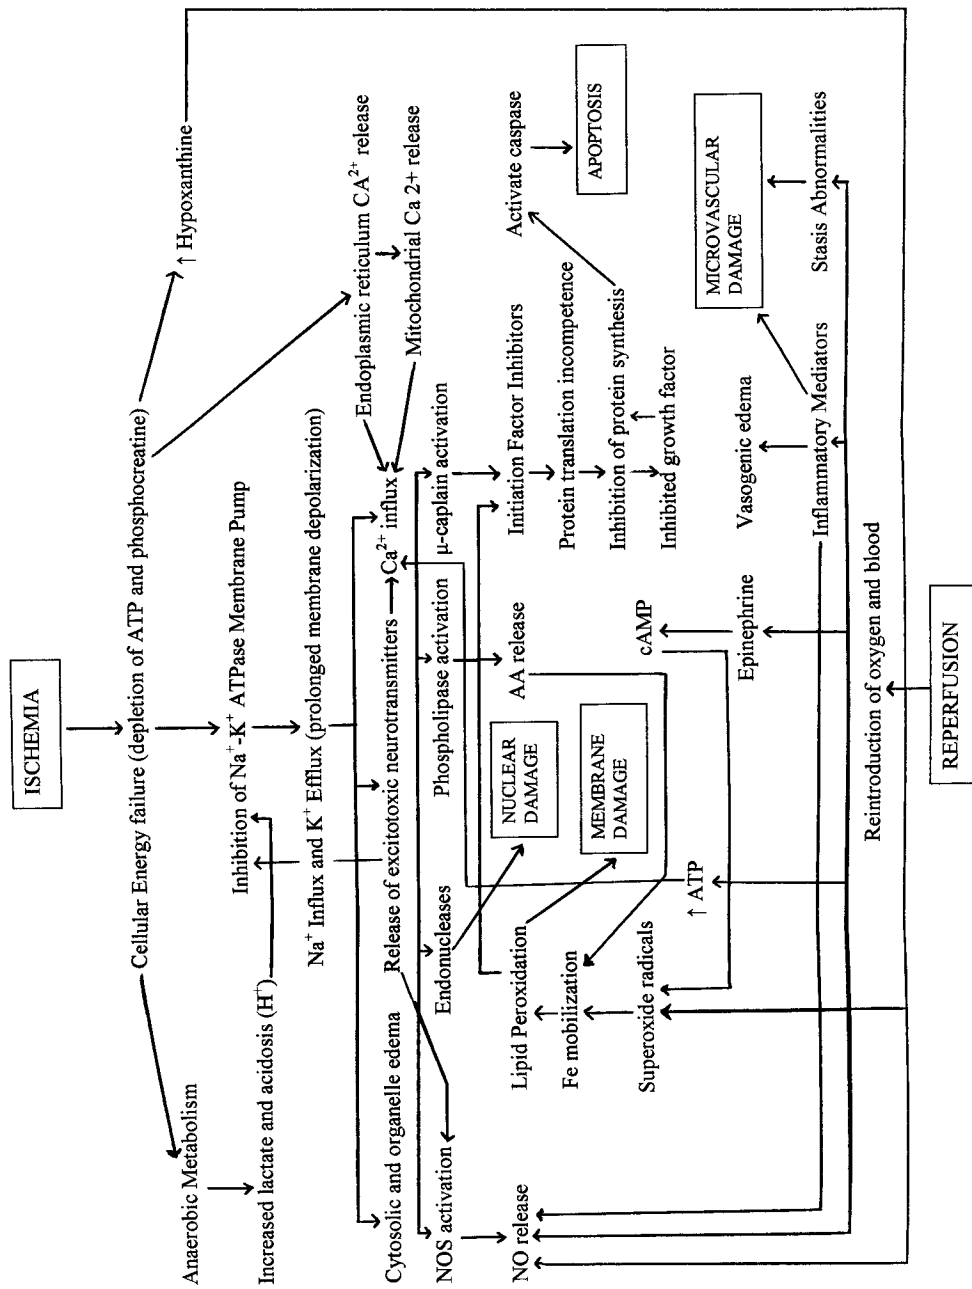 ISCHEMIA
Cellular Energy failure (depletion of ATP and phosphocreatine)
Anaerobic Metabolism
↑ Hypoxanthine
Inhibition of Na⁺-K⁺ ATPase Membrane Pump
Increased lactate and acidosis (H⁺)
Na⁺ Influx and K⁺ Efflux (prolonged membrane depolarization)
Endoplasmic reticulum CA²⁺ release
Cytosolic and organelle edema
Release of excitotoxic neurotransmitters
Ca²⁺ influx
Mitochondrial Ca 2+ release
NOS activation
Endonucleases
Phospholipase activation
μ-caplain activation
NO release
Lipid Peroxidation
NUCLEAR
DAMAGE
AA release
Initiation Factor Inhibitors
Activate caspase
Fe mobilization
Protein translation incompetence
MEMBRANE
DAMAGE
Inhibition of protein synthesis
APOPTOSIS
Superoxide radicals
cAMP
Inhibited growth factor
↑ ATP
Epinephrine
Vasogenic edema
MICROVASCULAR
DAMAGE
Inflammatory Mediators
Stasis Abnormalities
Reintroduction of oxygen and blood
REPERFUSION